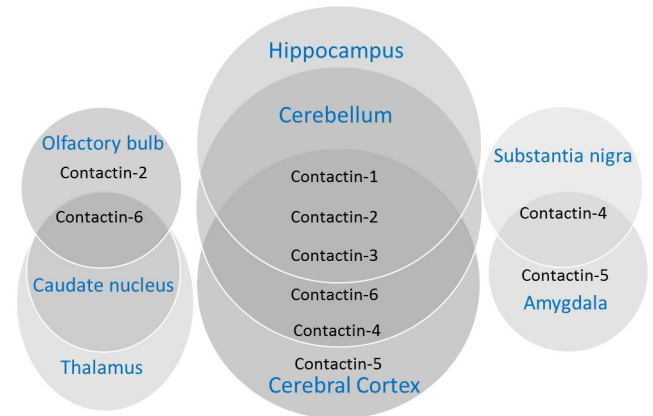 Olfactory bulb
Contactin-2
Contactin-6
Caudate nucleus
Thalamus
Hippocampus
Cerebellum
Contactin-1
Contactin-2
Contactin-3
Contactin-6
Contactin-4
Contactin-5
Cerebral Cortex
Substantia nigra
Contactin-4
Contactin-5
Amygdala